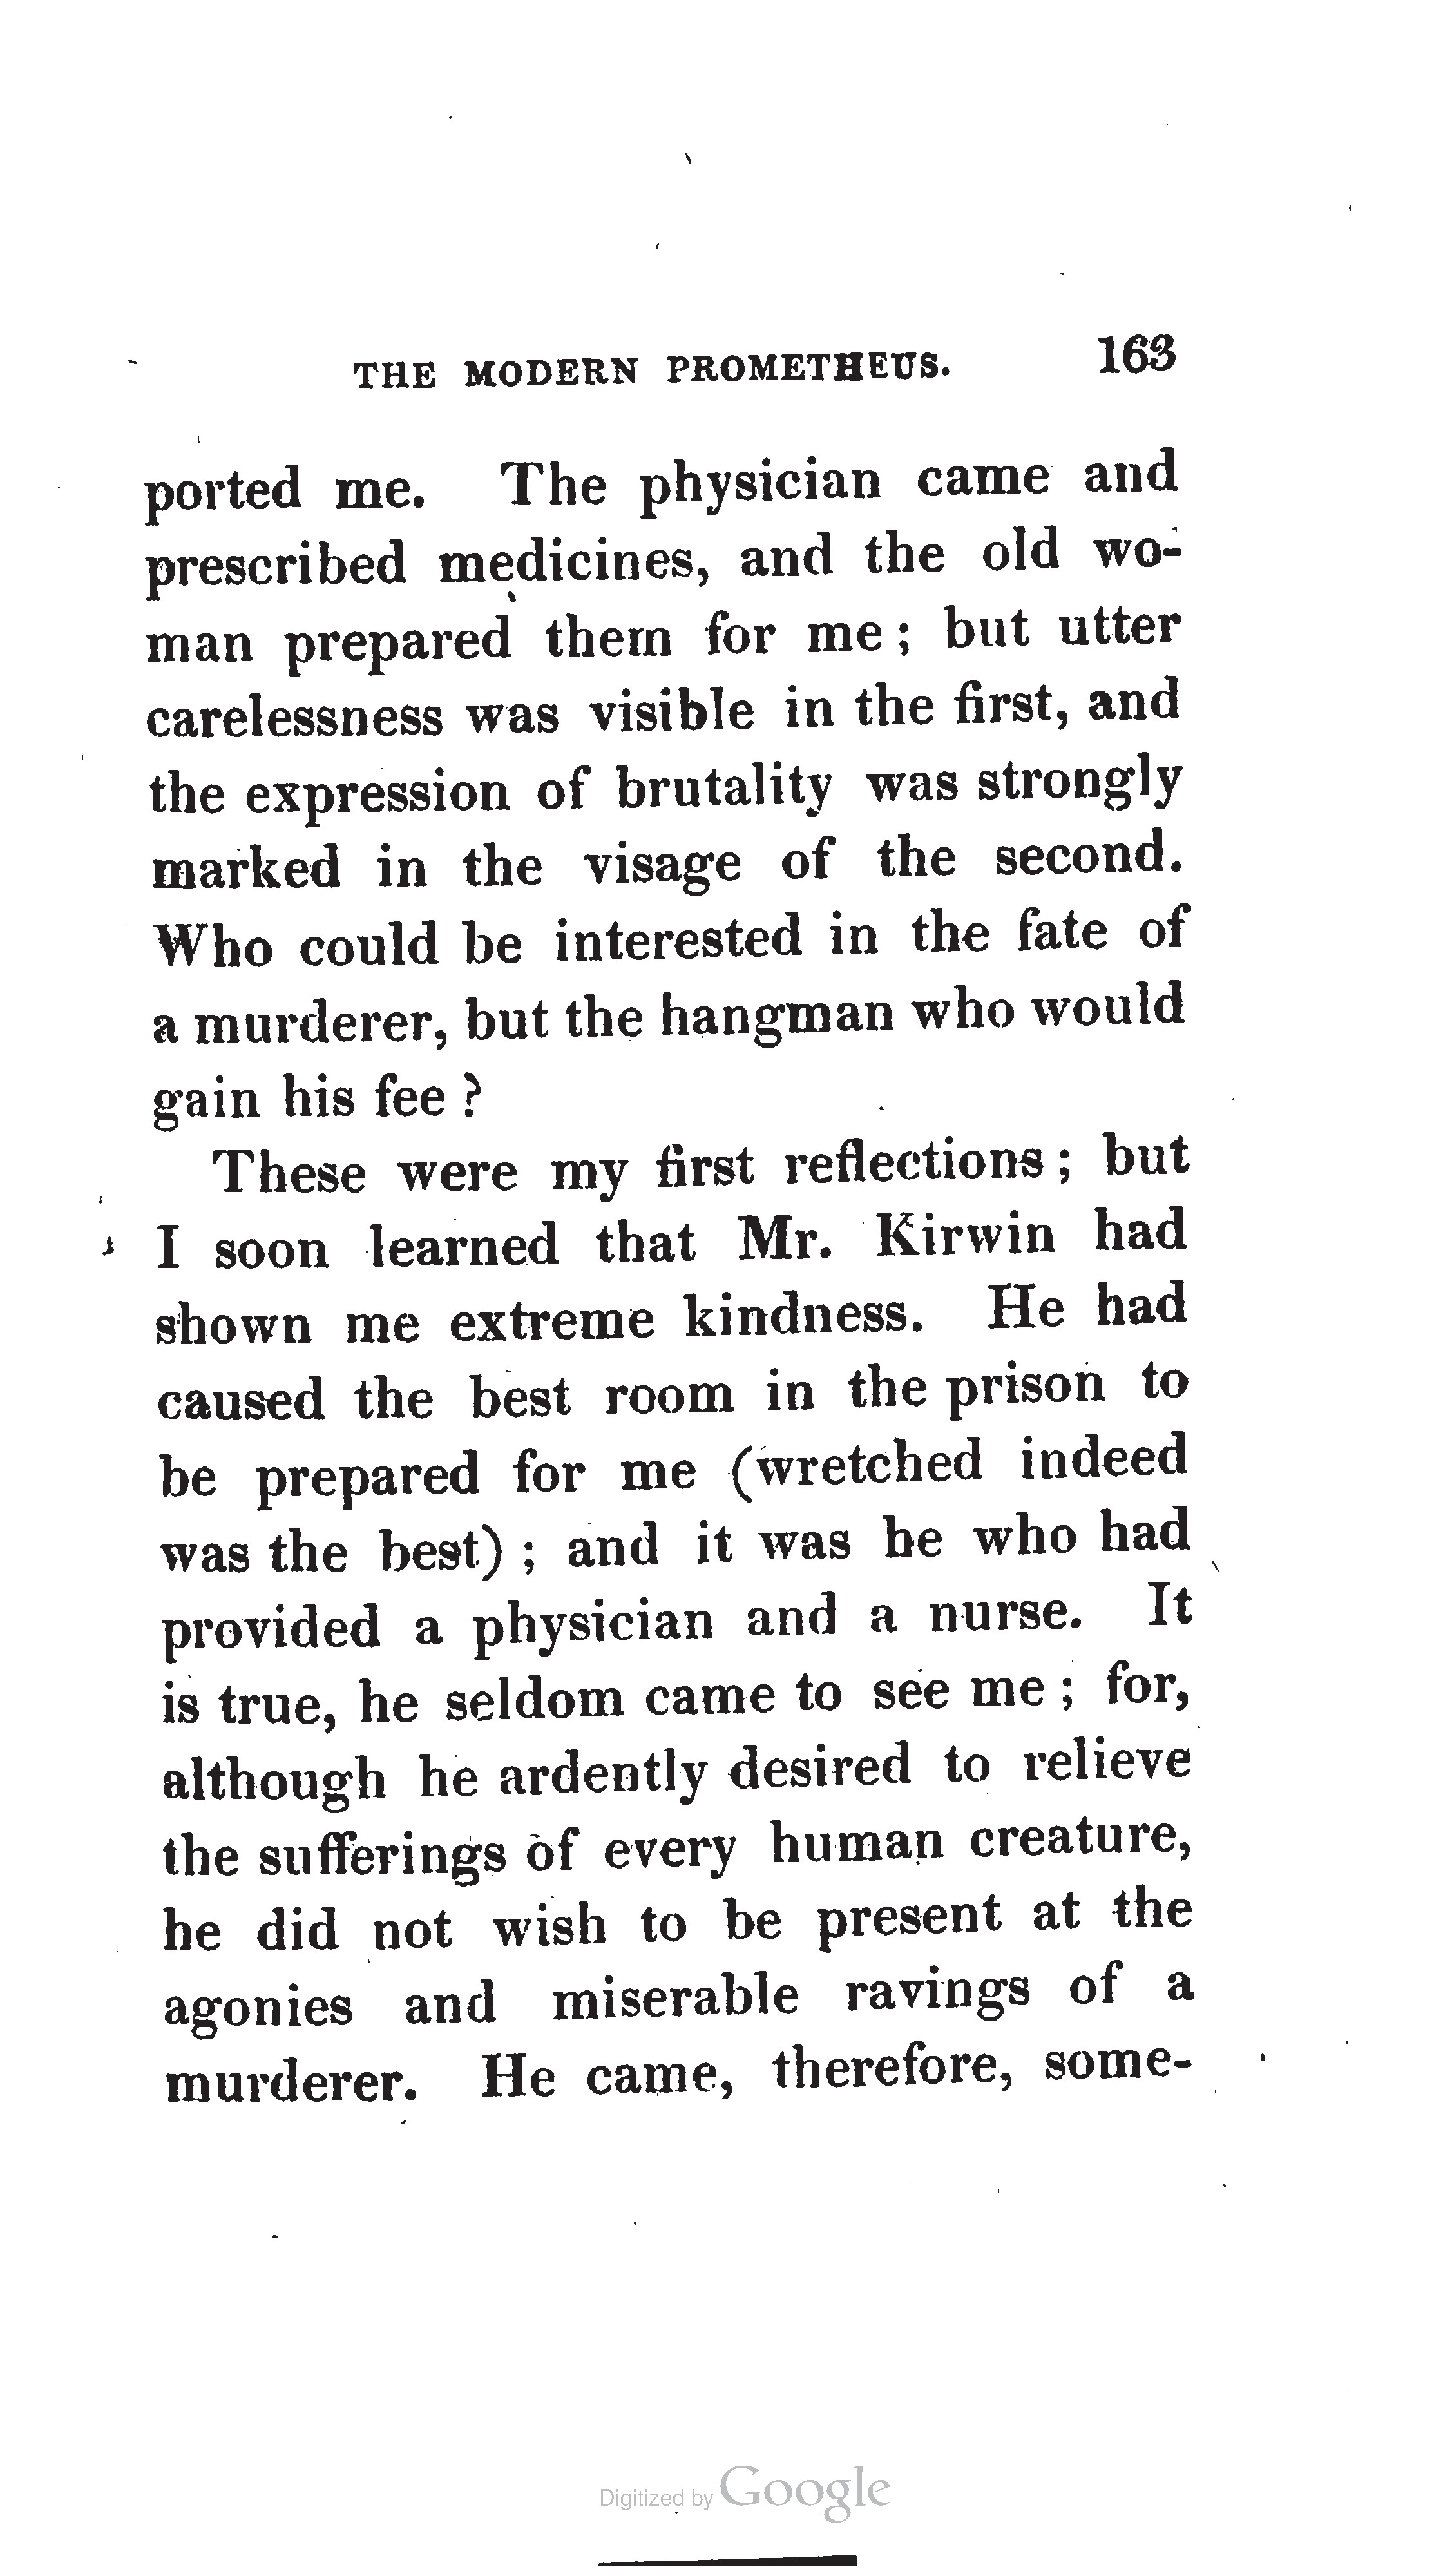 THE MODERN PROMETHEUS. 163
ported me. The physician came and
prescribed medicines, and the old wo-
man prepared them for me; but utter
carelessness was visible in the first, and
the expression of brutality was strongly
marked in the visage of the second.
Who could be interested in the fate of
a murderer, but the hangman who would
gain his fee?
These were my first reflections; but
I soon learned that Mr. Kirwin had
shown me extreme kindness. He had
caused the best room in the prison to
be prepared for me (wretched indeed
was the best); and it was he who had
provided a physician and a nurse. It
is true, he seldom came to see me; for,
although he ardently desired to relieve
the sufferings of every human creature,
he did not wish to be present at the
agonies and miserable ravings of a
murderer. He came, therefore, some-
Digitized by Google